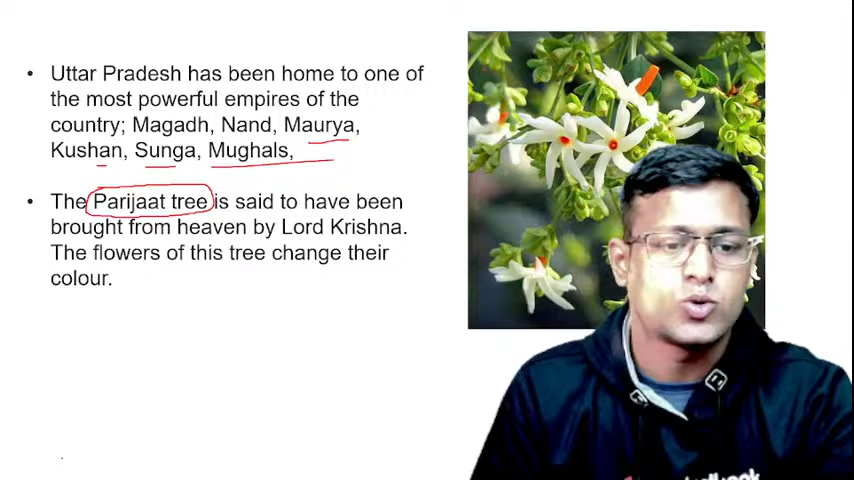 • Uttar Pradesh has been home to one of
the most powerful empires of the
country; Magadh, Nand, Maurya,
Kushan, Sunga, Mughals,
• The Parijaat tree is said to have been
brought from heaven by Lord Krishna.
The flowers of this tree change their
colour.